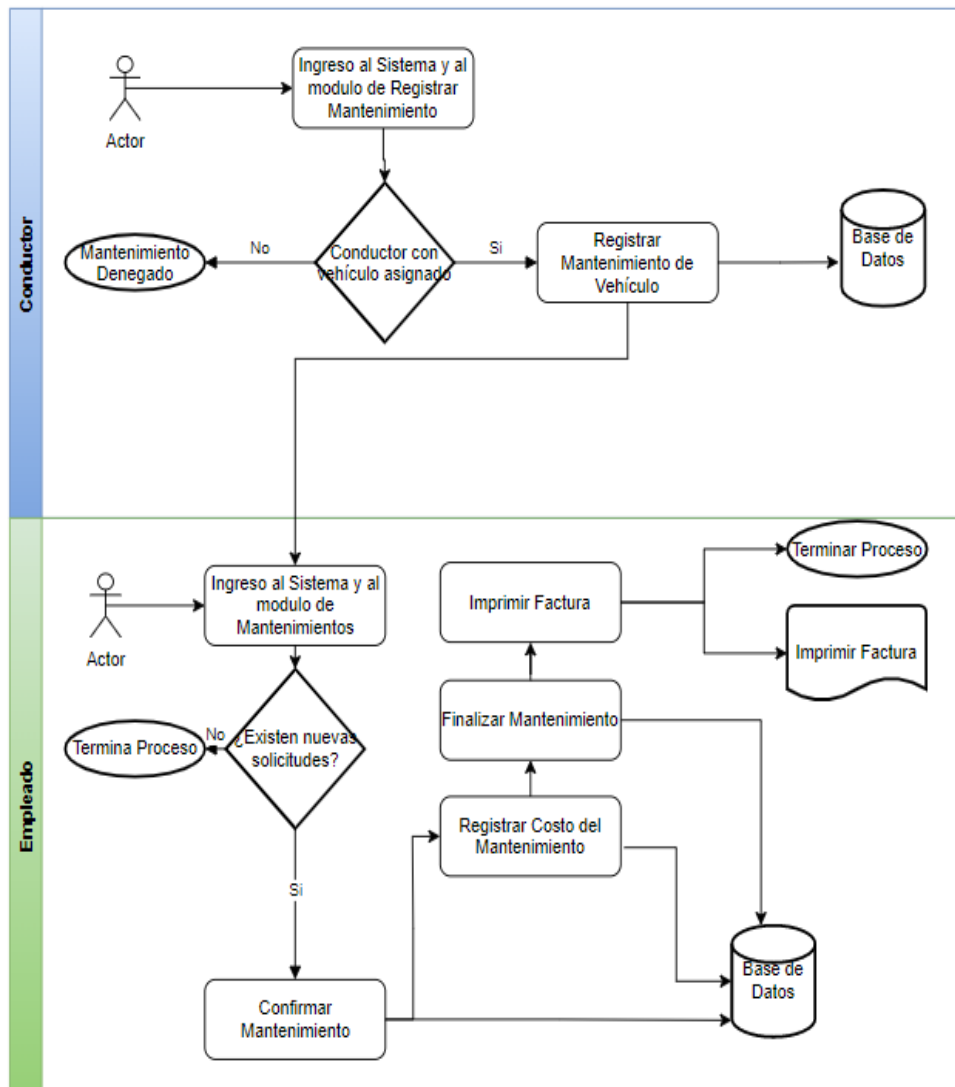 Conductor
Ingreso al Sistema y al
modulo de Registrar
Mantenimiento
Actor
Mantenimiento
Denegado
No
Conductor con
vehículo asignado
Si
Registrar
Mantenimiento de
Vehículo
Base de
Datos
Empleado
Ingreso al Sistema y al
modulo de
Mantenimientos
Actor
Termina Proceso
No
¿Existen nuevas
solicitudes?
Si
Confirmar
Mantenimiento
Registrar Costo del
Mantenimiento
Finalizar Mantenimiento
Imprimir Factura
Terminar Proceso
Imprimir Factura
Base de
Datos